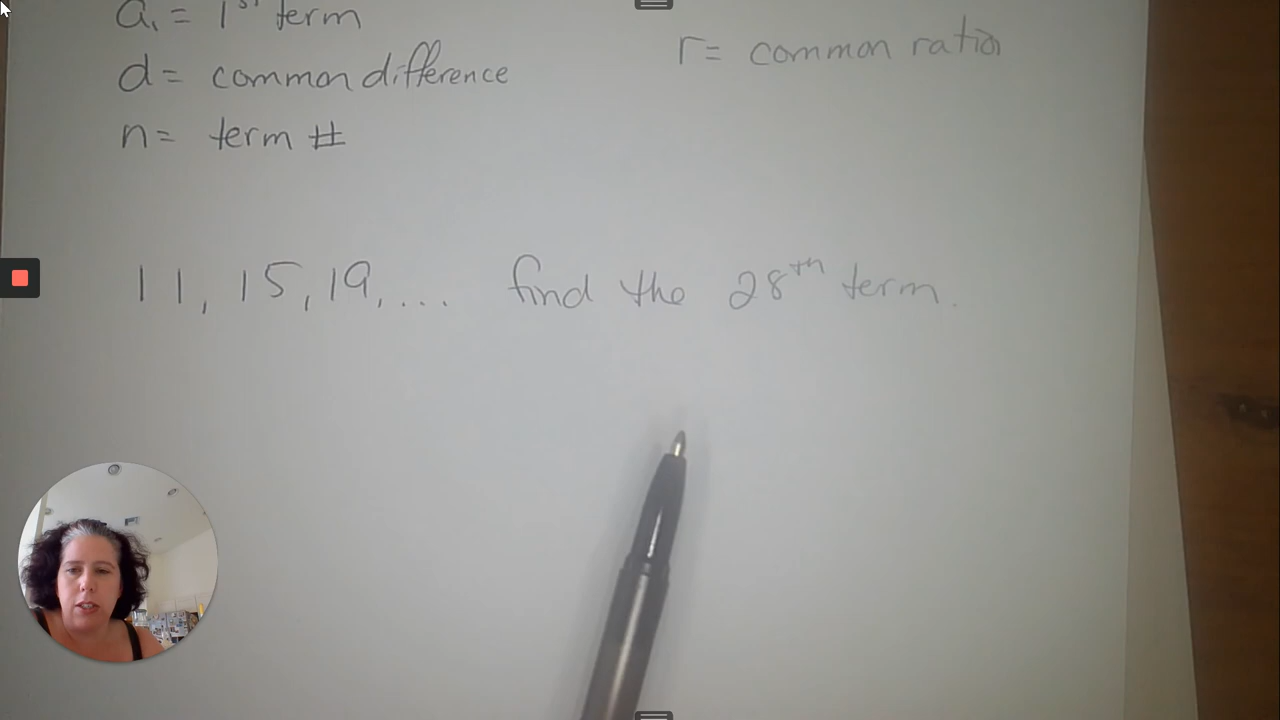 a₁ = 1st term
d = common difference
n = term #
r = common ratio
11, 15, 19, ... find the 28th term.